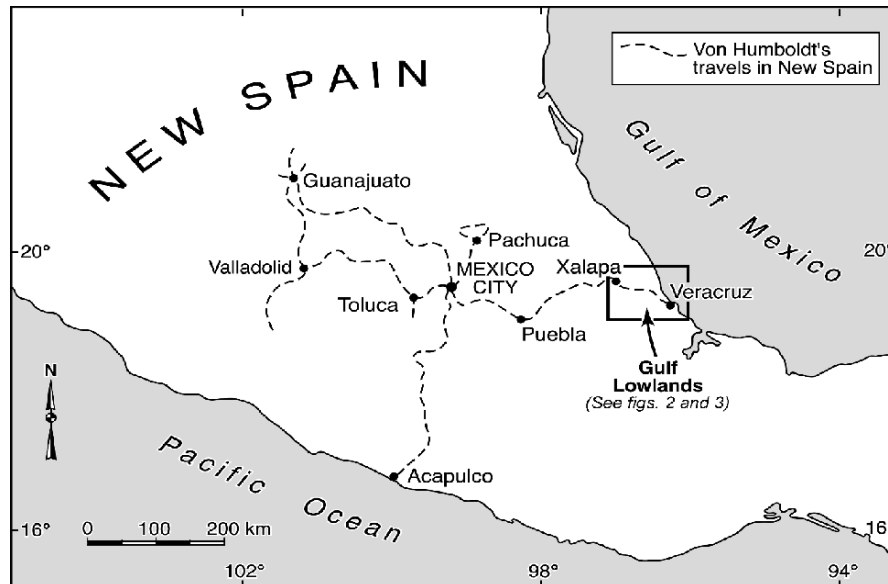 Von Humboldt's
travels in New Spain
NEW SPAIN
Gulf of Mexico
Guanajuato
Pachuca
20°
20°
Valladolid
Xalapa
MEXICO
CITY
Toluca
Veracruz
Puebla
Gulf
Lowlands
(See figs. 2 and 3)
N
Pacific Ocean
Acapulco
16°
16°
0 100 200 km
102°
98°
94°